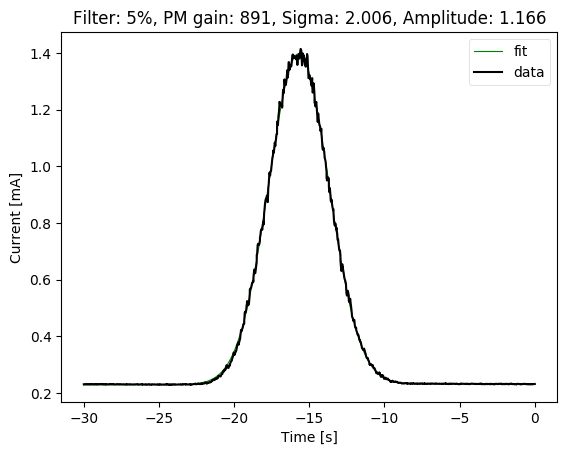 Filter: 5%, PM gain: 891, Sigma: 2.006, Amplitude: 1.166
fit
data
1.4
1.2
1.0
0.8
0.6
0.4
0.2
Current [mA]
−30 −25 −20 −15 −10 −5 0
Time [s]